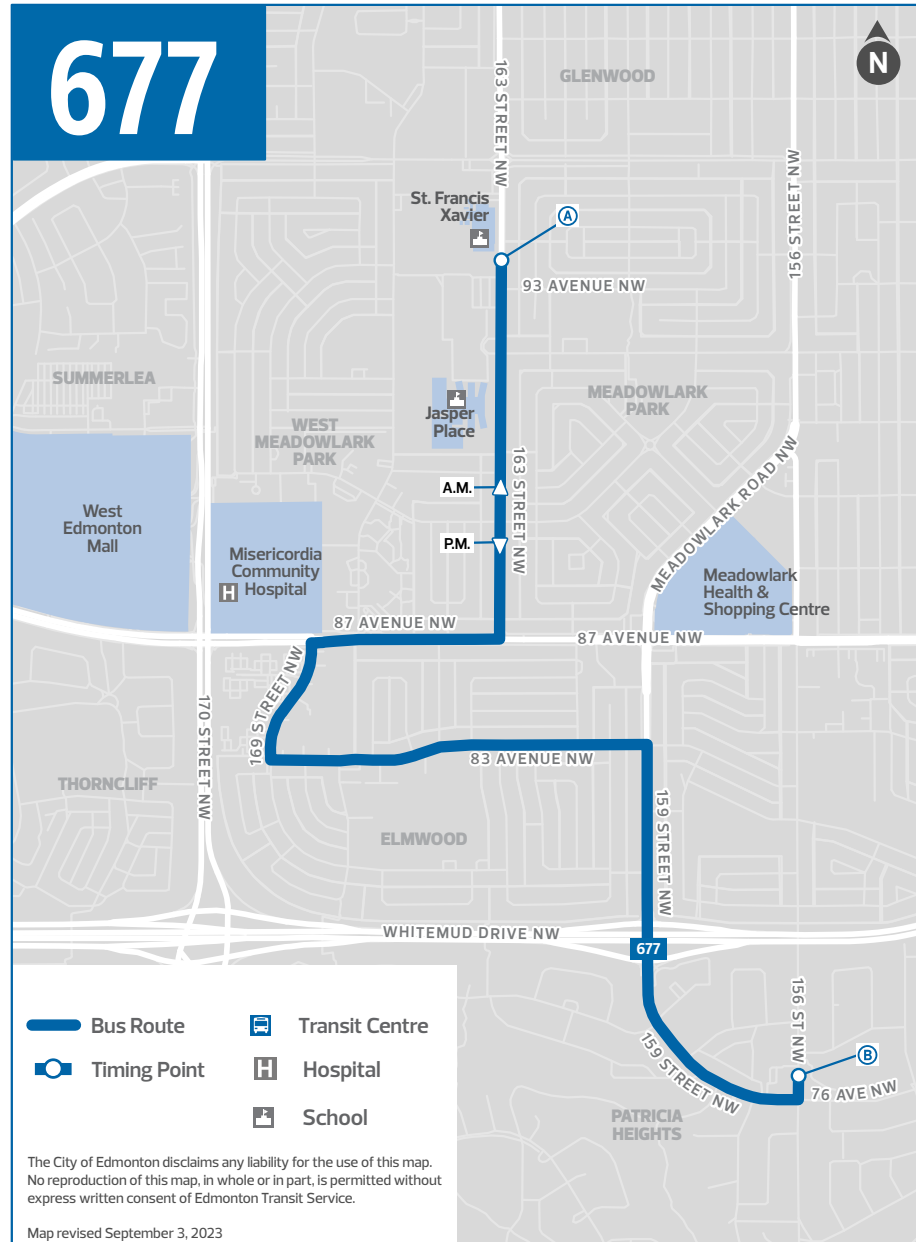 677
N
GLENWOOD
163 STREET NW
156 STREET NW
St. Francis
Xavier
A
93 AVENUE NW
SUMMERLEA
MEADOWLARK
PARK
WEST
MEADOWLARK
PARK
Jasper
Place
163 STREET NW
MEADOWLARK ROAD NW
A.M.
P.M.
West
Edmonton
Mall
Misericordia
Community
Hospital
H
Meadowlark
Health &
Shopping Centre
87 AVENUE NW
87 AVENUE NW
169 STREET NW
170 STREET NW
83 AVENUE NW
THORNCLIFF
ELMWOOD
159 STREET NW
WHITEMUD DRIVE NW
677
156 ST NW
B
159 STREET NW
76 AVE NW
PATRICIA
HEIGHTS
Bus Route
Transit Centre
Timing Point
H
Hospital
School
The City of Edmonton disclaims any liability for the use of this map.
No reproduction of this map, in whole or in part, is permitted without
express written consent of Edmonton Transit Service.
Map revised September 3, 2023